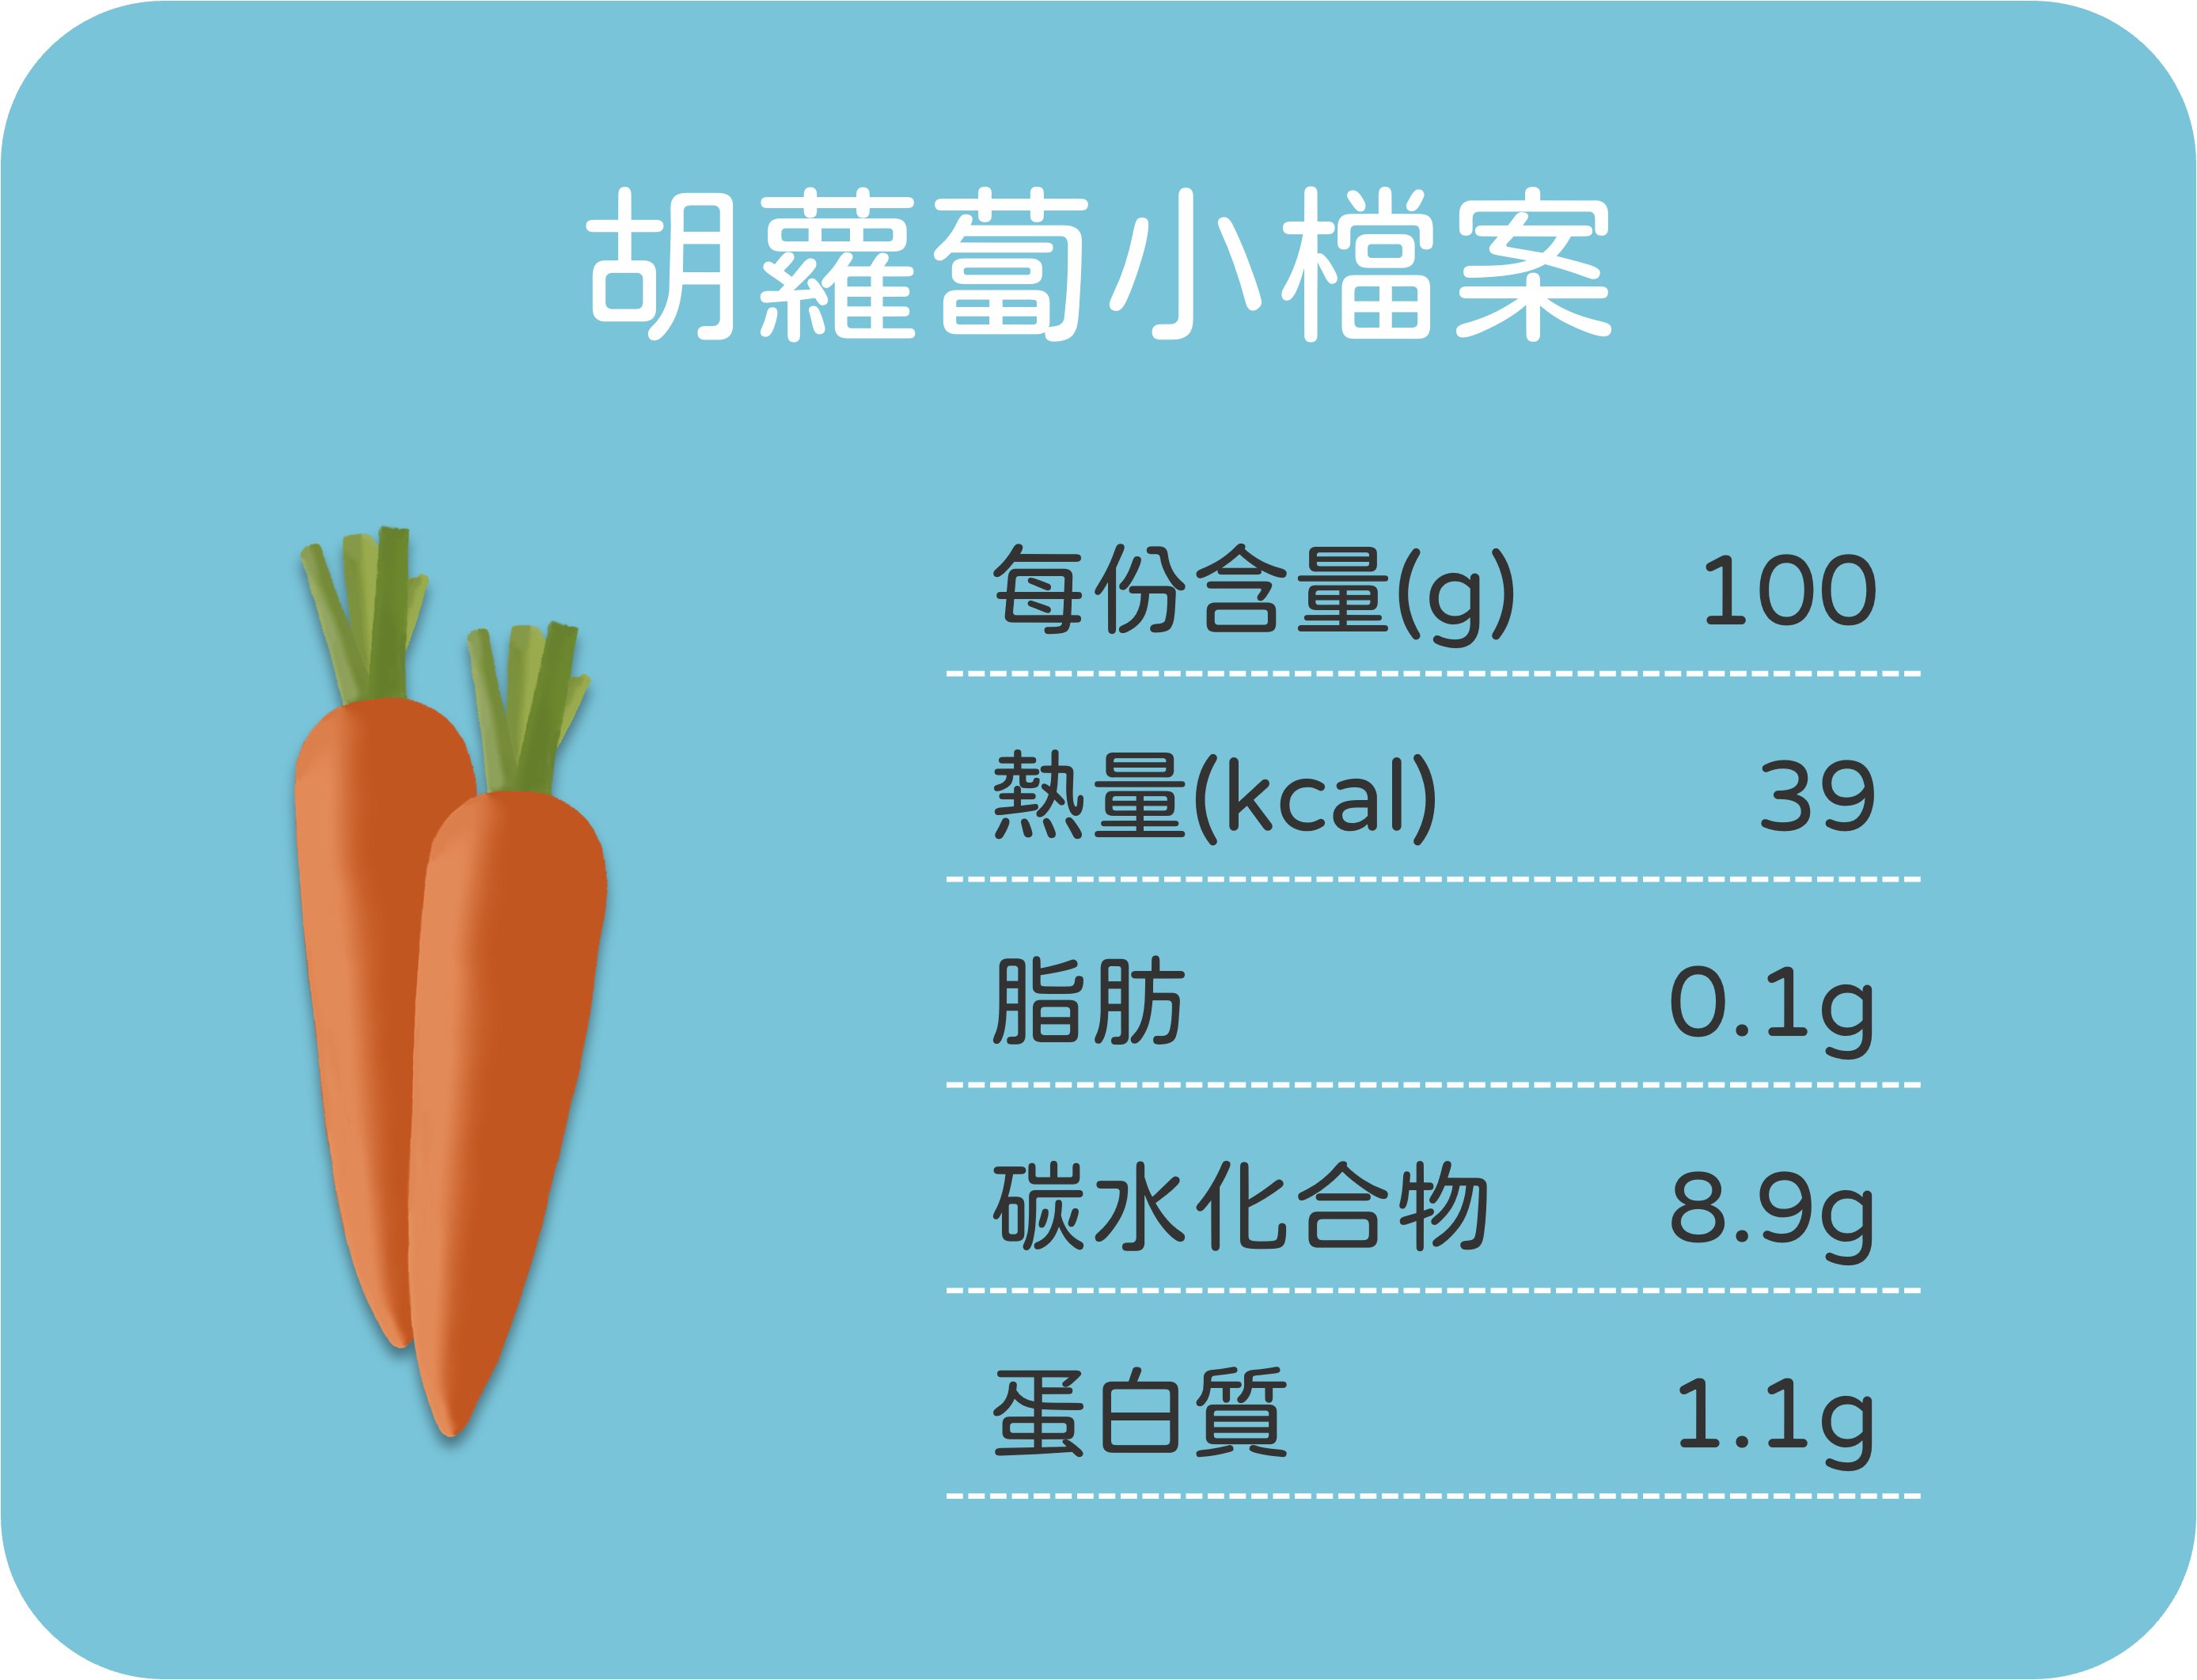 胡蘿蔔小檔案
每份含量(g) 100
熱量(kcal) 39
脂肪 0.1g
碳水化合物 8.9g
蛋白質 1.1g